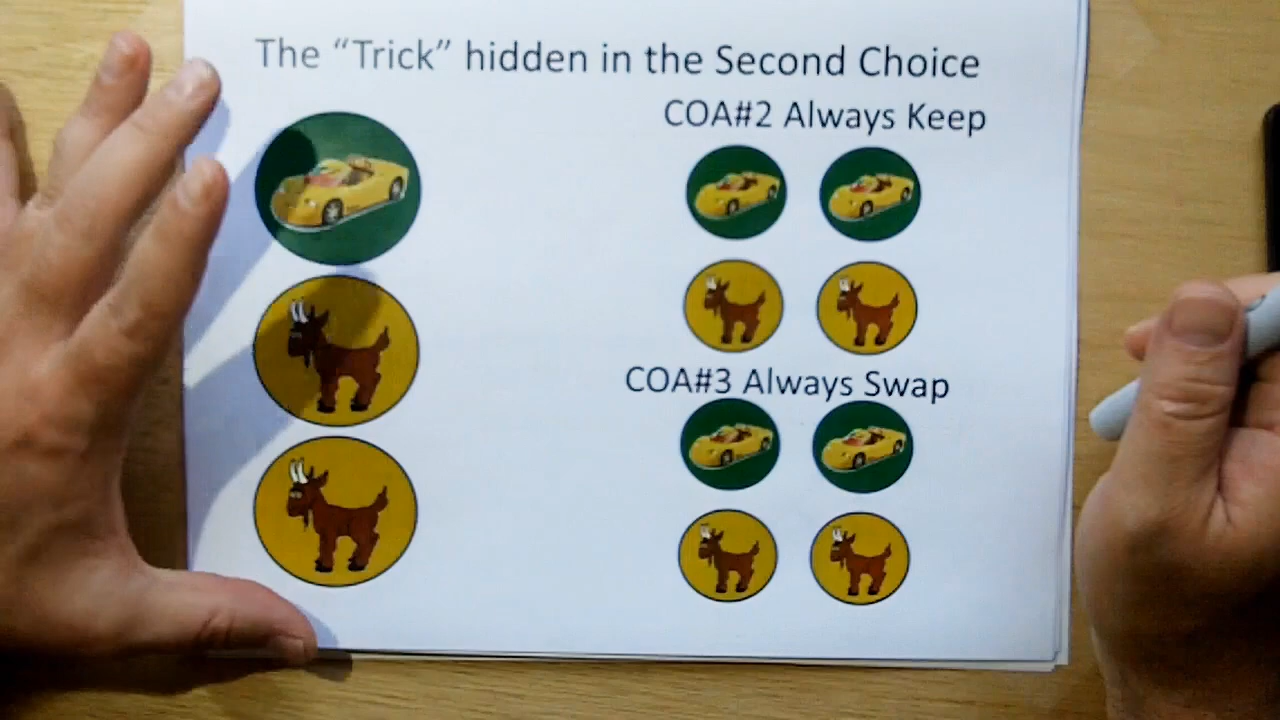 The “Trick” hidden in the Second Choice
COA#2 Always Keep
COA#3 Always Swap